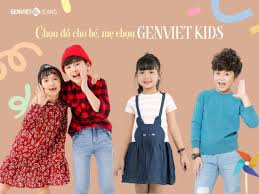 GENVIET JEANS
Chọn đồ cho bé, mẹ chọn GENVIET KIDS